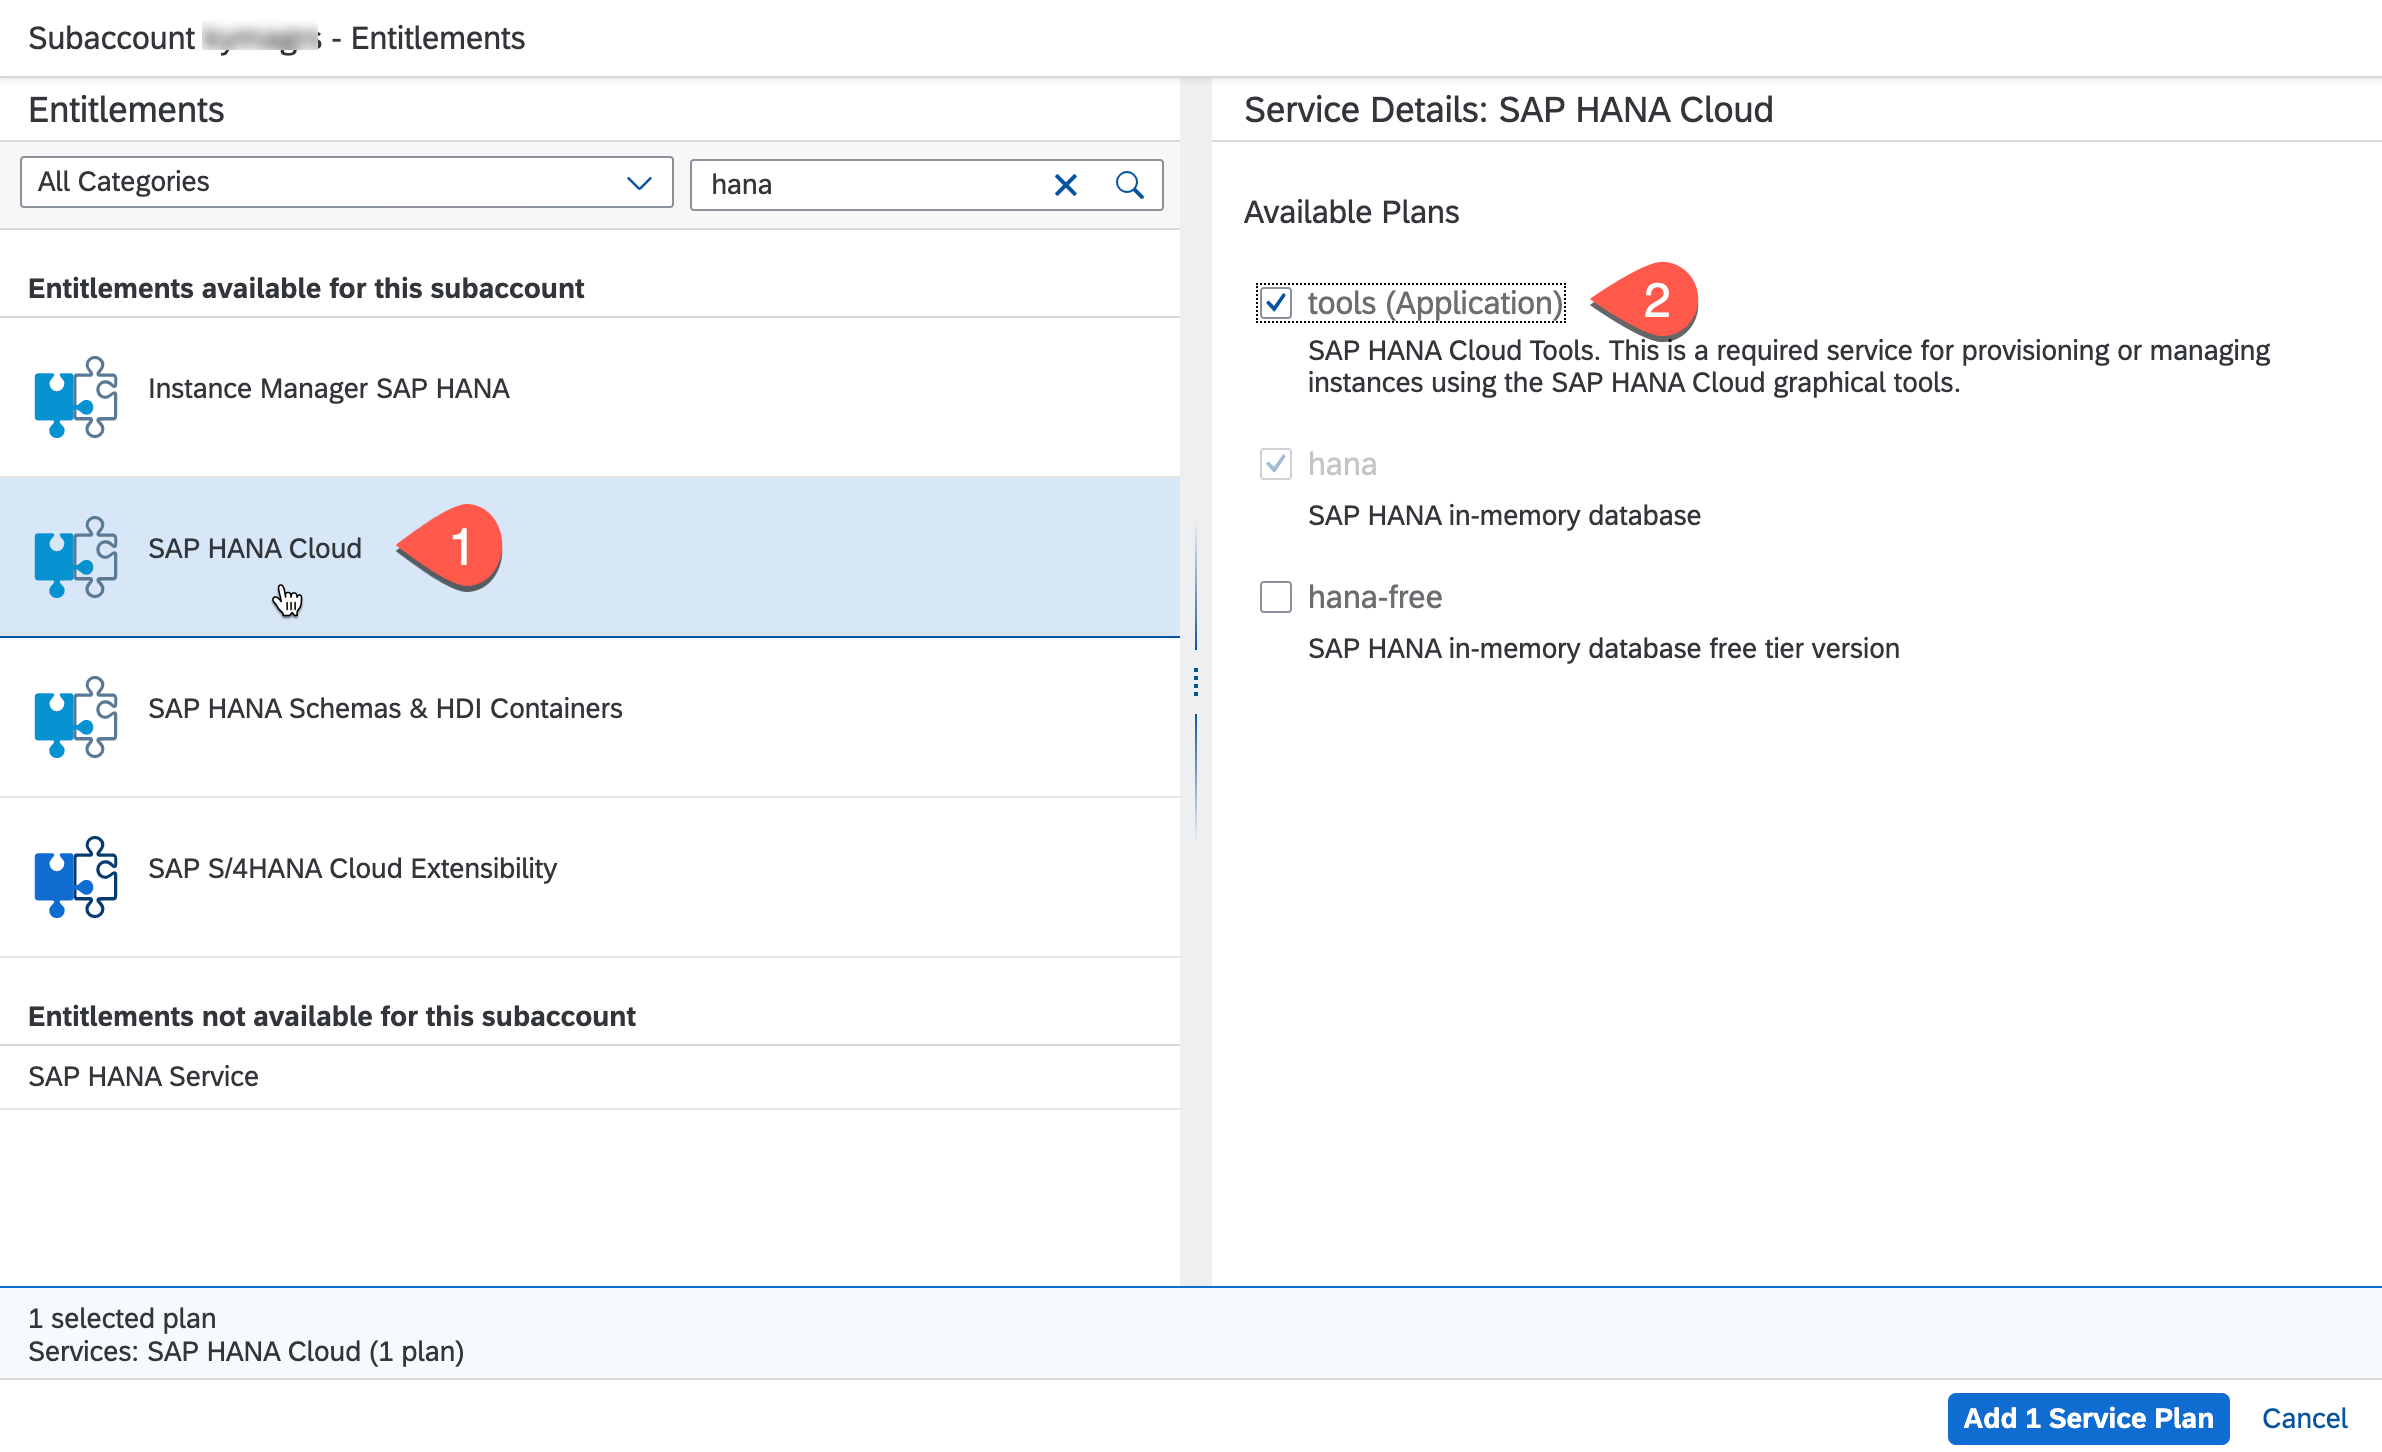 Subaccount - Entitlements
Entitlements
All Categories
hana
Entitlements available for this subaccount
Instance Manager SAP HANA
SAP HANA Cloud
1
SAP HANA Schemas & HDI Containers
SAP S/4HANA Cloud Extensibility
Entitlements not available for this subaccount
SAP HANA Service
Service Details: SAP HANA Cloud
Available Plans
tools (Application)
2
SAP HANA Cloud Tools. This is a required service for provisioning or managing
instances using the SAP HANA Cloud graphical tools.
hana
SAP HANA in-memory database
hana-free
SAP HANA in-memory database free tier version
1 selected plan
Services: SAP HANA Cloud (1 plan)
Add 1 Service Plan
Cancel